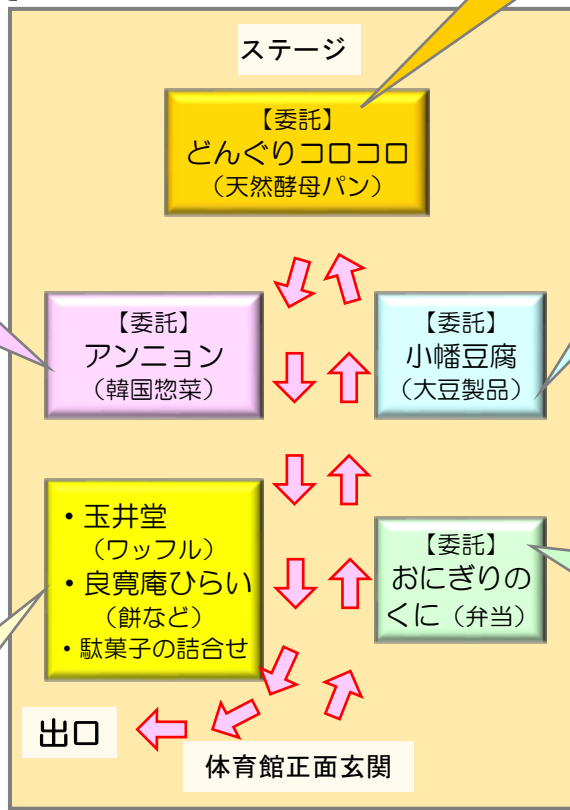 ステージ
【委託】
どんぐりコロコロ
（天然酵母パン）
【委託】
アンニョン
（韓国惣菜）
【委託】
小幡豆腐
（大豆製品）
・玉井堂
（ワッフル）
・良寛庵ひらい
（餅など）
・駄菓子の詰合せ
【委託】
おにぎりの
くに（弁当）
出口
体育館正面玄関